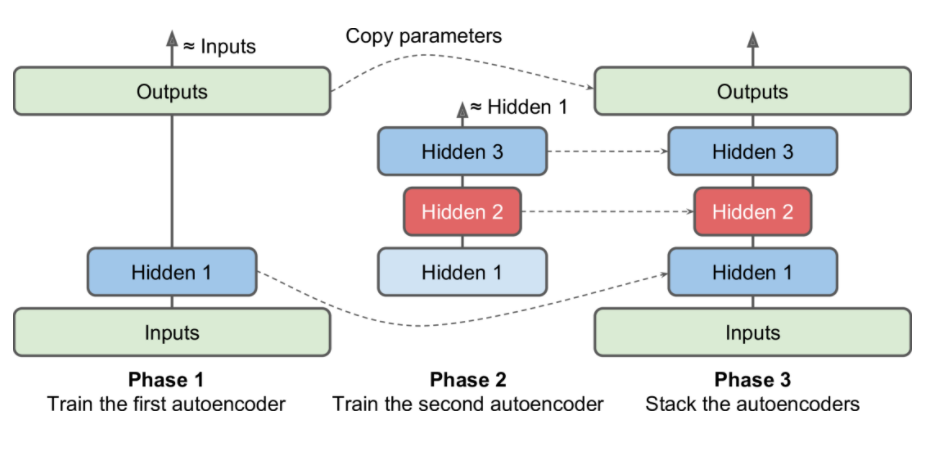 Copy parameters
≈ Inputs
Outputs
Hidden 1
Inputs
Phase 1
Train the first autoencoder
≈ Hidden 1
Hidden 3
Hidden 2
Hidden 1
Phase 2
Train the second autoencoder
Outputs
Hidden 3
Hidden 2
Hidden 1
Inputs
Phase 3
Stack the autoencoders